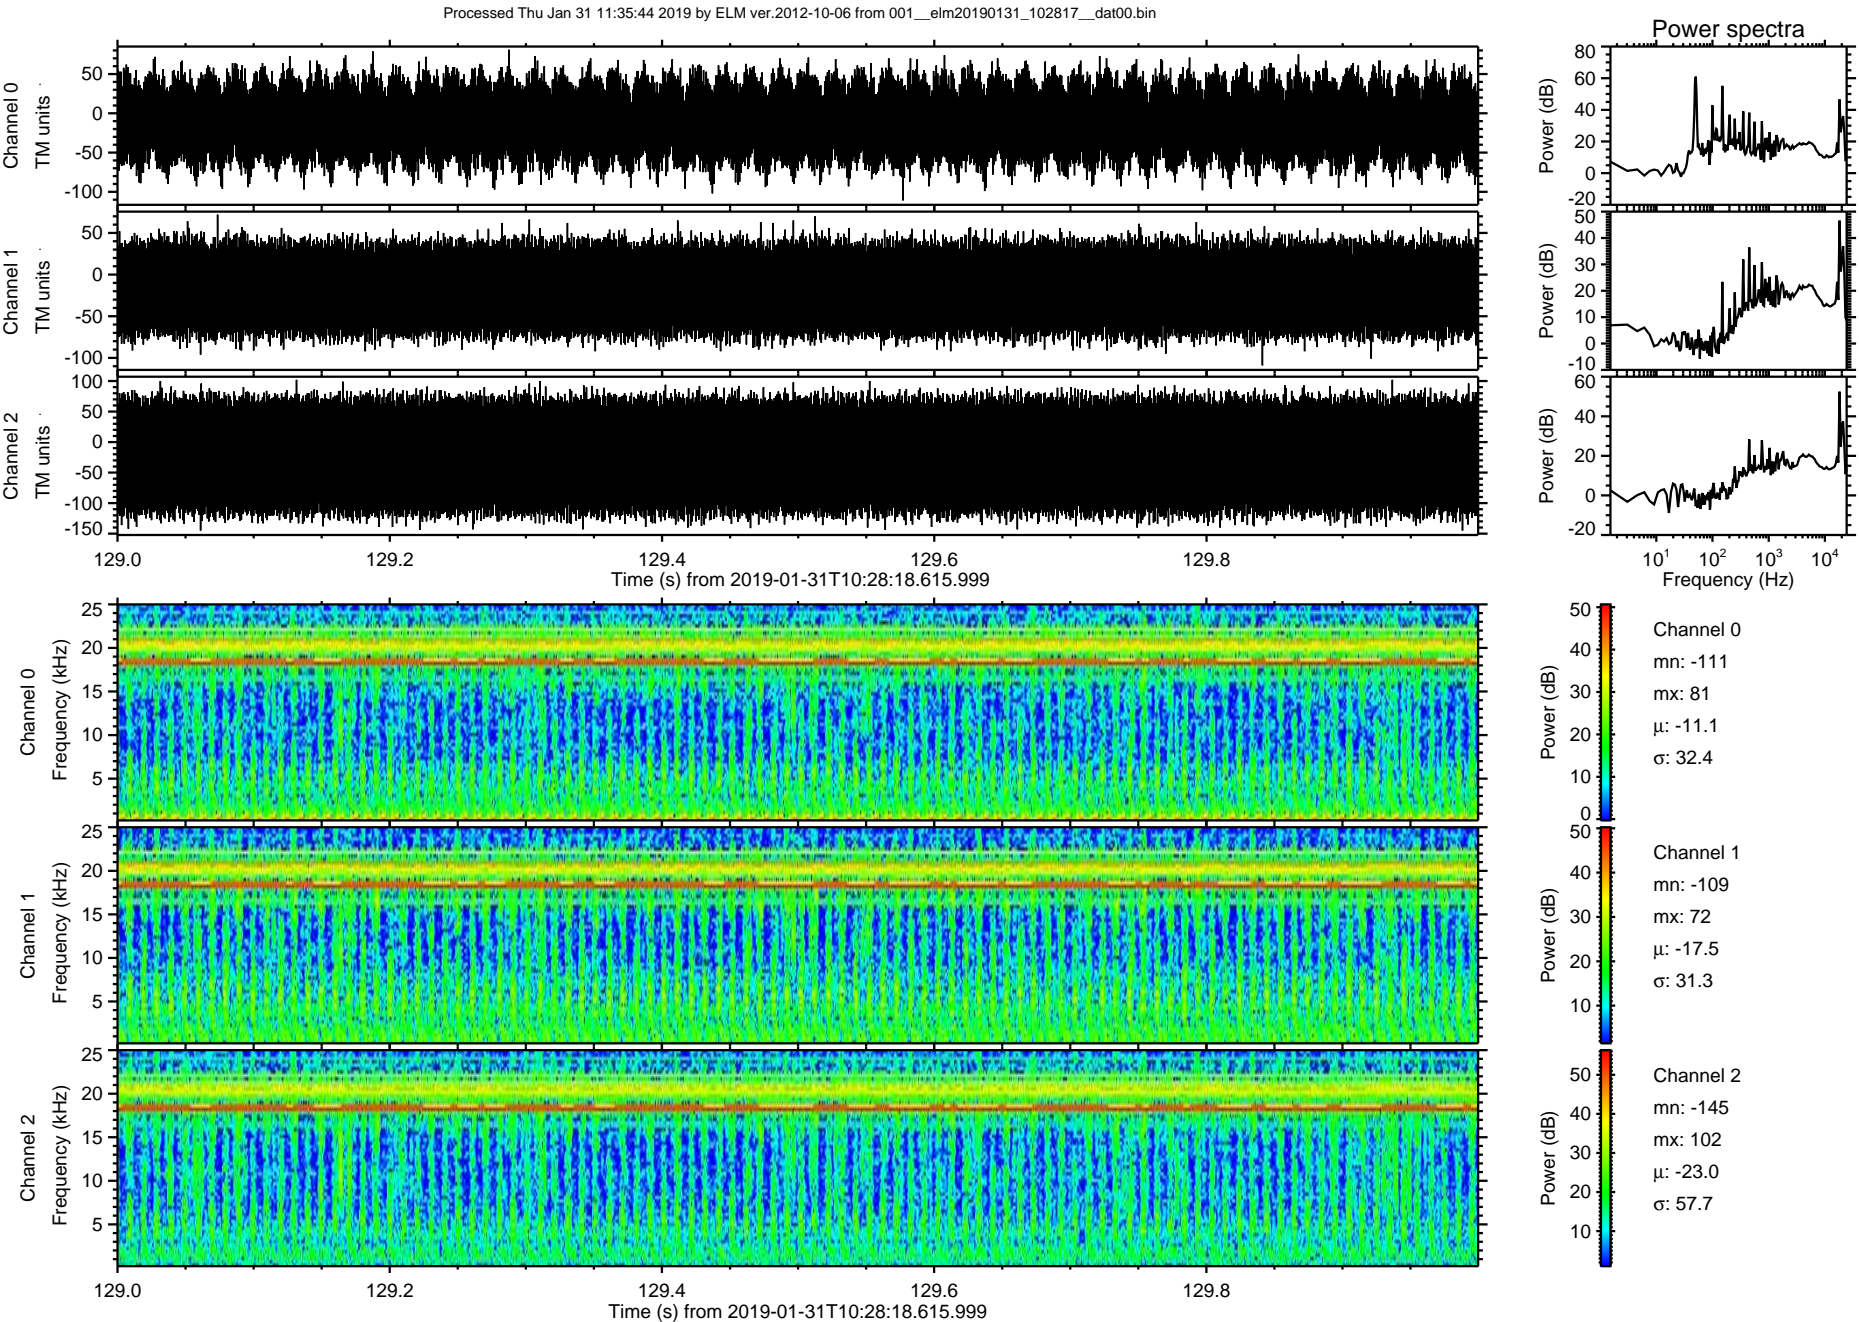 Processed Thu Jan 31 11:35:44 2019 by ELM ver.2012-10-06 from 001__elm20190131_102817__dat00.bin
Power spectra
Channel 0
TM units
50
0
-50
-100
Power (dB)
80
60
40
20
0
-20
Channel 1
TM units
50
0
-50
-100
Power (dB)
50
40
30
20
10
0
-10
Channel 2
TM units
100
50
0
-50
-100
-150
Power (dB)
60
40
20
0
-20
129.0 129.2 129.4 129.6 129.8
Time (s) from 2019-01-31T10:28:18.615.999
10¹ 10² 10³ 10⁴
Frequency (Hz)
Channel 0
Frequency (kHz)
25
20
15
10
5
Power (dB)
50
40
30
20
10
0
Channel 0
mn: -111
mx: 81
μ: -11.1
σ: 32.4
Channel 1
Frequency (kHz)
25
20
15
10
5
Power (dB)
50
40
30
20
10
Channel 1
mn: -109
mx: 72
μ: -17.5
σ: 31.3
Channel 2
Frequency (kHz)
25
20
15
10
5
Power (dB)
50
40
30
20
10
Channel 2
mn: -145
mx: 102
μ: -23.0
σ: 57.7
129.0 129.2 129.4 129.6 129.8
Time (s) from 2019-01-31T10:28:18.615.999